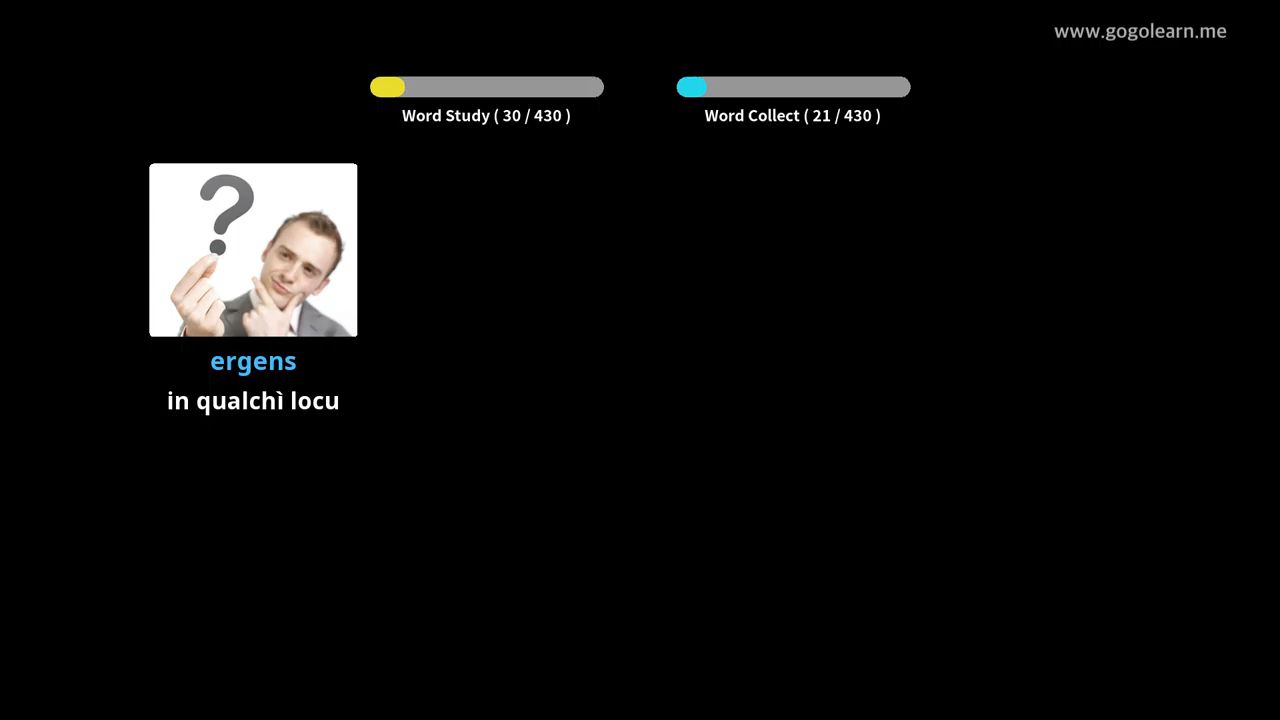 www.gogolearn.me
Word Study ( 30 / 430 )
Word Collect ( 21 / 430 )
?
ergens
in qualchì locu